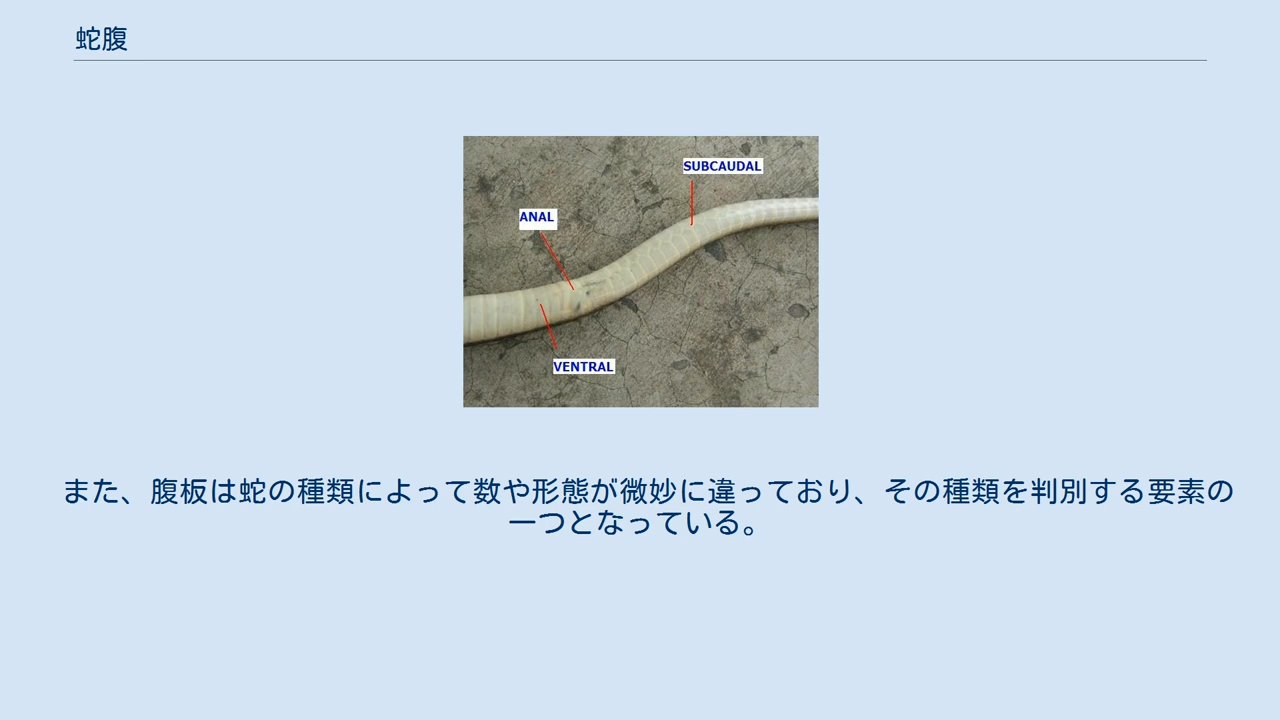 蛇腹
SUBCAUDAL
ANAL
VENTRAL
また、腹板は蛇の種類によって数や形態が微妙に違っており、その種類を判別する要素の
一つとなっている。